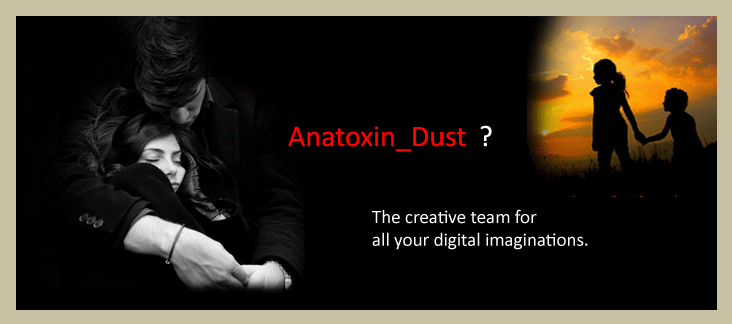 Anatoxin_Dust ?
The creative team for
all your digital imaginations.